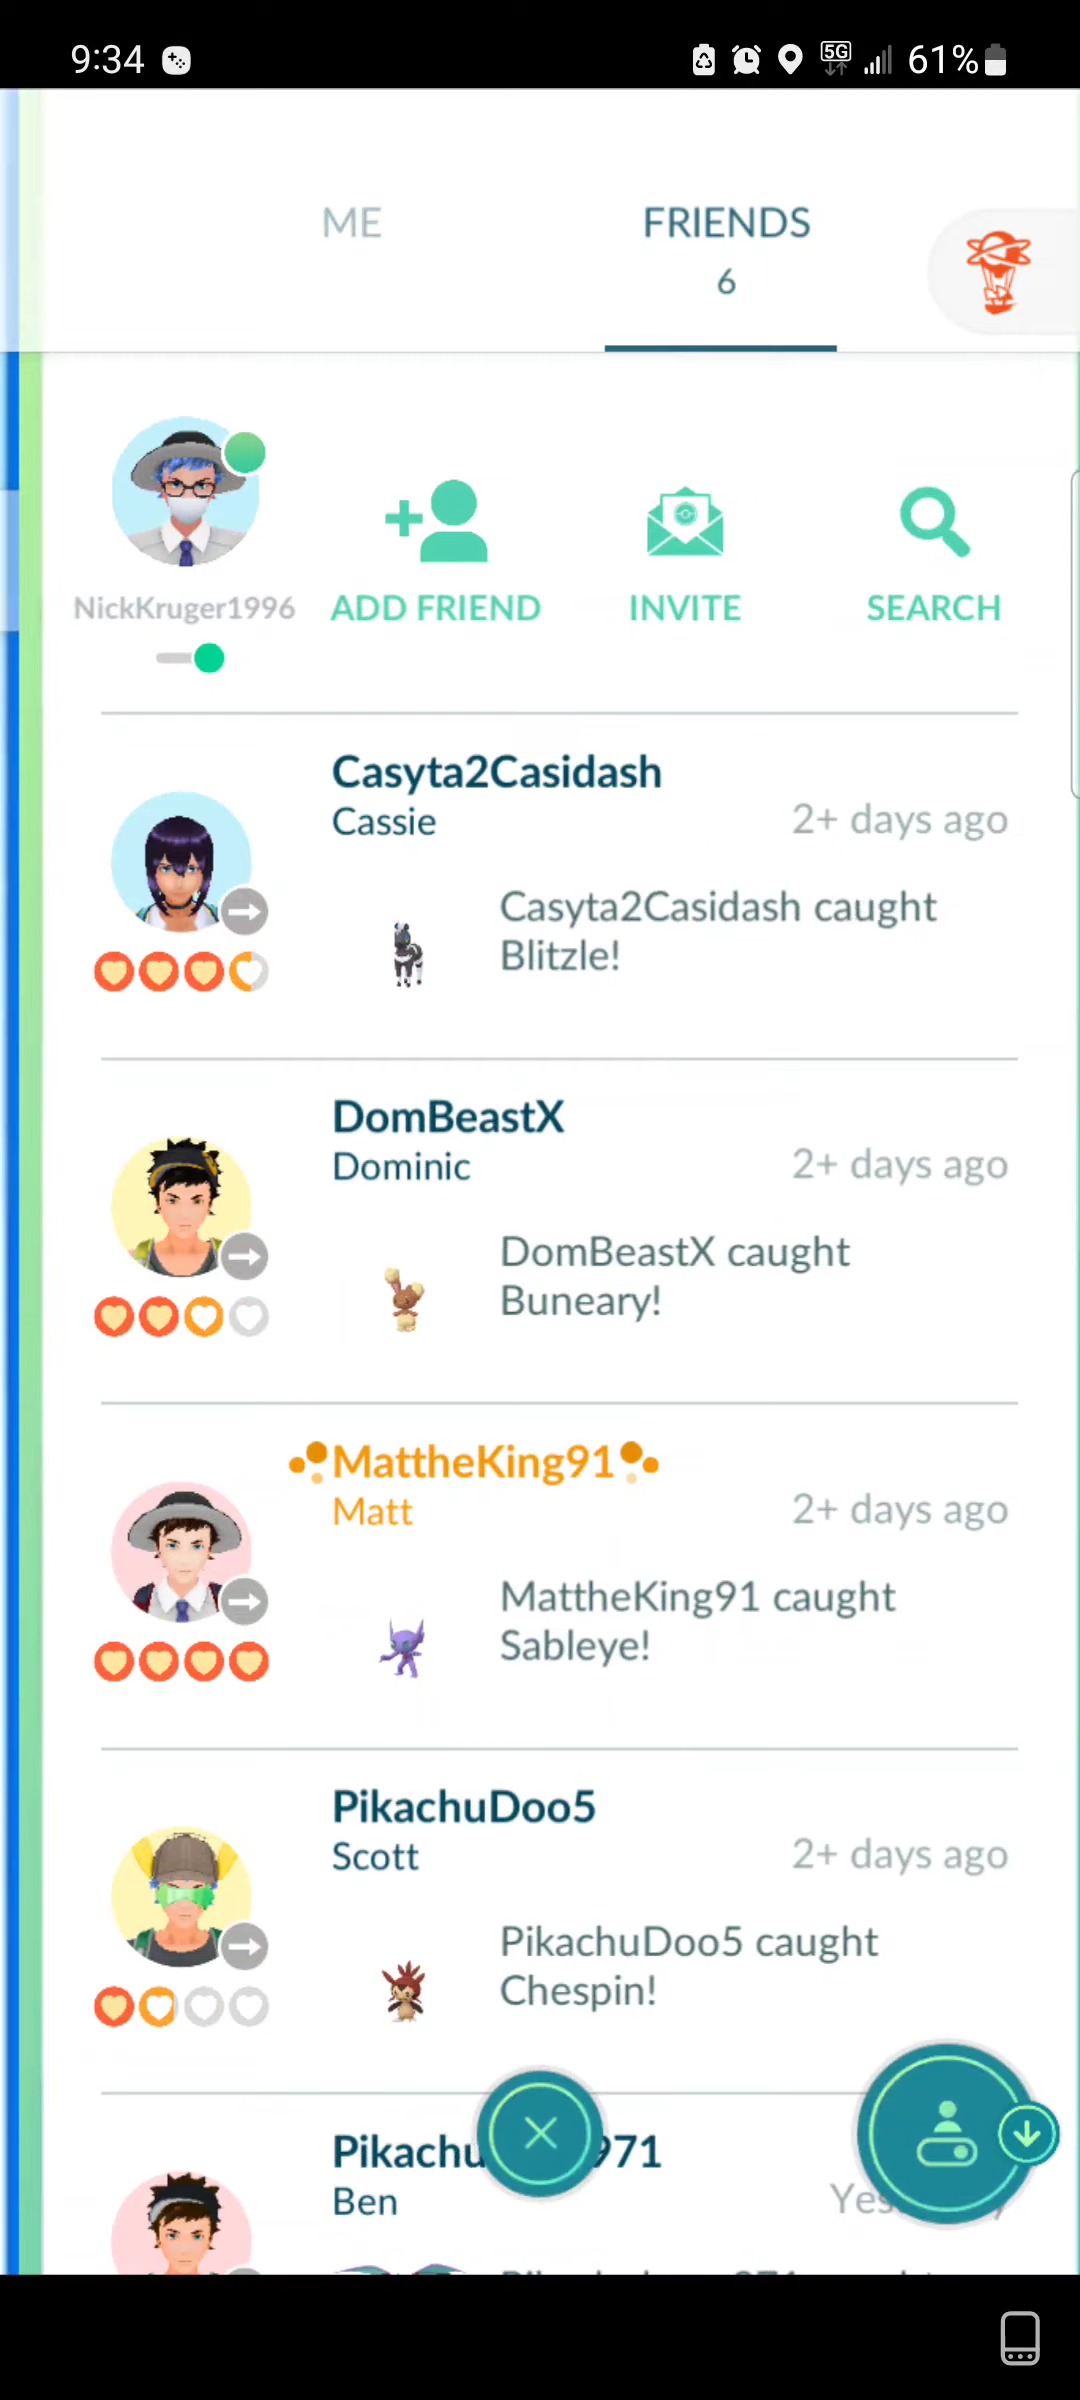 9:34
5G
61%
ME
FRIENDS
6
NickKruger1996
ADD FRIEND
INVITE
SEARCH
Casyta2Casidash
Cassie
2+ days ago
Casyta2Casidash caught
Blitzle!
DomBeastX
Dominic
2+ days ago
DomBeastX caught
Buneary!
MattheKing91
Matt
2+ days ago
MattheKing91 caught
Sableye!
PikachuDoo5
Scott
2+ days ago
PikachuDoo5 caught
Chespin!
Ben